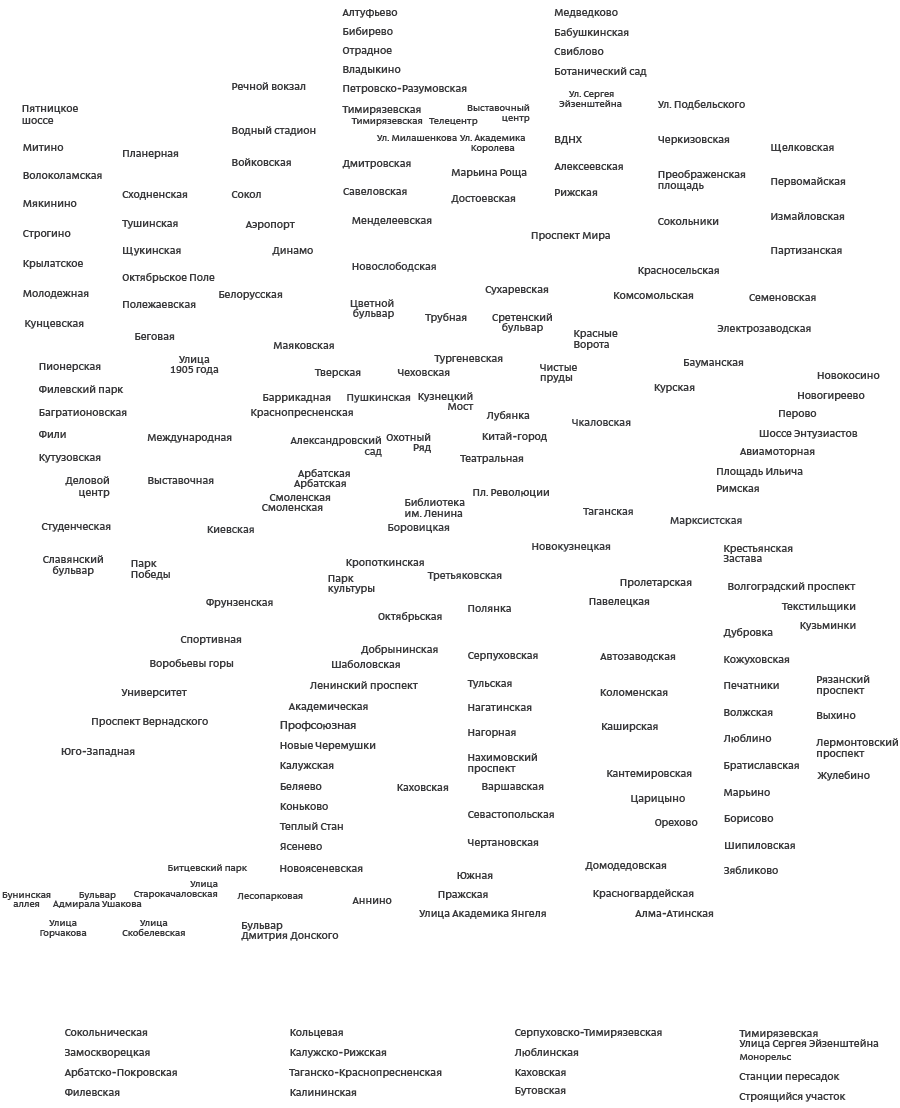 Алтуфьево
Медведково
Бибирево
Бабушкинская
Отрадное
Свиблово
Владыкино
Ботанический сад
Речной вокзал
Петровско-Разумовская
Ул. Сергея
Эйзенштейна
Ул. Подбельского
Пятницкое
шоссе
Тимирязевская
Выставочный
центр
Тимирязевская
Телецентр
Водный стадион
Ул. Милашенкова
Ул. Академика
Королева
ВДНХ
Черкизовская
Щелковская
Митино
Планерная
Войковская
Дмитровская
Марьина Роща
Алексеевская
Преображенская
площадь
Первомайская
Волоколамская
Сходненская
Сокол
Савеловская
Достоевская
Рижская
Мякинино
Тушинская
Аэропорт
Менделеевская
Проспект Мира
Сокольники
Измайловская
Строгино
Щукинская
Динамо
Партизанская
Крылатское
Октябрьское Поле
Новослободская
Красносельская
Молодежная
Полежаевская
Белорусская
Цветной
бульвар
Сухаревская
Комсомольская
Семеновская
Кунцевская
Беговая
Трубная
Сретенский
бульвар
Красные
Ворота
Электрозаводская
Маяковская
Пионерская
Улица
1905 года
Тверская
Чеховская
Тургеневская
Чистые
пруды
Бауманская
Новокосино
Филевский парк
Баррикадная
Пушкинская
Кузнецкий
Мост
Курская
Новогиреево
Багратионовская
Краснопресненская
Лубянка
Чкаловская
Перово
Фили
Международная
Александровский
сад
Охотный
Ряд
Китай-город
Шоссе Энтузиастов
Кутузовская
Театральная
Авиамоторная
Деловой
центр
Выставочная
Арбатская
Арбатская
Площадь Ильича
Римская
Смоленская
Смоленская
Библиотека
им. Ленина
Пл. Революции
Таганская
Марксистская
Студенческая
Киевская
Боровицкая
Новокузнецкая
Крестьянская
Застава
Славянский
бульвар
Парк
Победы
Кропоткинская
Парк
культуры
Третьяковская
Пролетарская
Волгоградский проспект
Фрунзенская
Октябрьская
Полянка
Павелецкая
Текстильщики
Кузьминки
Спортивная
Добрынинская
Дубровка
Воробьевы горы
Шаболовская
Серпуховская
Автозаводская
Кожуховская
Университет
Ленинский проспект
Тульская
Коломенская
Печатники
Рязанский
проспект
Академическая
Нагатинская
Волжская
Выхино
Проспект Вернадского
Профсоюзная
Нагорная
Каширская
Люблино
Лермонтовский
проспект
Юго-Западная
Новые Черемушки
Нахимовский
проспект
Калужская
Кантемировская
Братиславская
Жулебино
Беляево
Каховская
Варшавская
Царицыно
Марьино
Коньково
Севастопольская
Орехово
Борисово
Теплый Стан
Ясенево
Чертановская
Шипиловская
Битцевский парк
Новоясеневская
Южная
Домодедовская
Зябликово
Бунинская
аллея
Бульвар
Адмирала Ушакова
Улица
Старокачаловская
Лесопарковая
Аннино
Пражская
Красногвардейская
Улица
Горчакова
Улица
Скобелевская
Бульвар
Дмитрия Донского
Улица Академика Янгеля
Алма-Атинская
Сокольническая
Замоскворецкая
Арбатско-Покровская
Филевская
Кольцевая
Калужско-Рижская
Таганско-Краснопресненская
Калининская
Серпуховско-Тимирязевская
Люблинская
Каховская
Бутовская
Тимирязевская
Улица Сергея Эйзенштейна
Монорельс
Станции пересадок
Строящийся участок